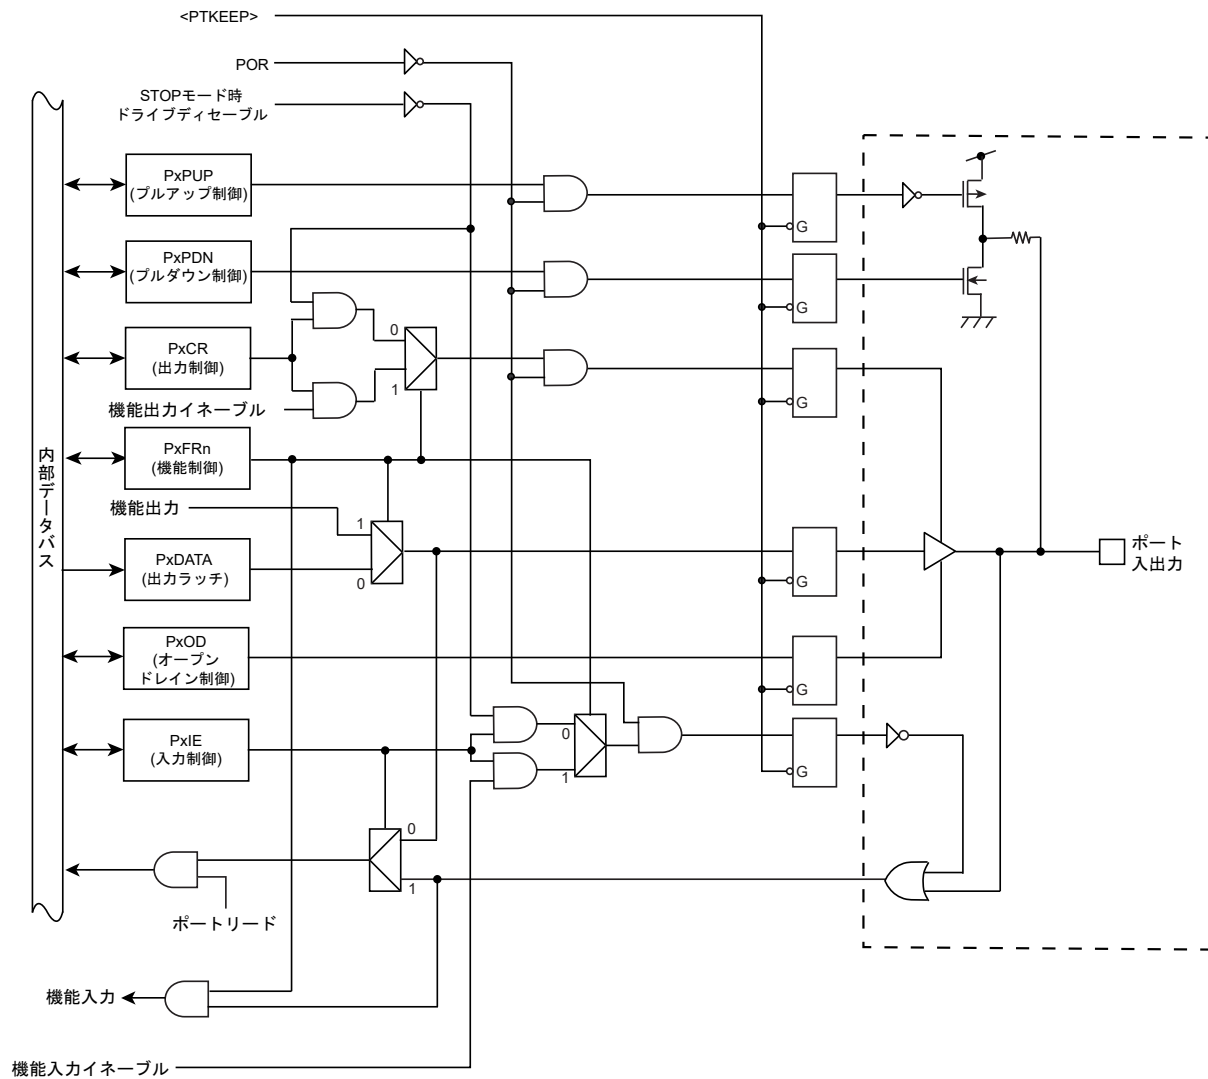 <PTKEEP>
POR
STOPモード時
ドライブディセーブル
PxPUP
(プルアップ制御)
G
PxPDN
(プルダウン制御)
G
PxCR
(出力制御)
0
1
G
機能出力イネーブル
PxFRn
(機能制御)
内部データバス
機能出力
1
0
PxDATA
(出力ラッチ)
G
ポート
入出力
PxOD
(オープン
ドレイン制御)
G
PxIE
(入力制御)
0
1
G
0
1
ポートリード
機能入力
機能入力イネーブル